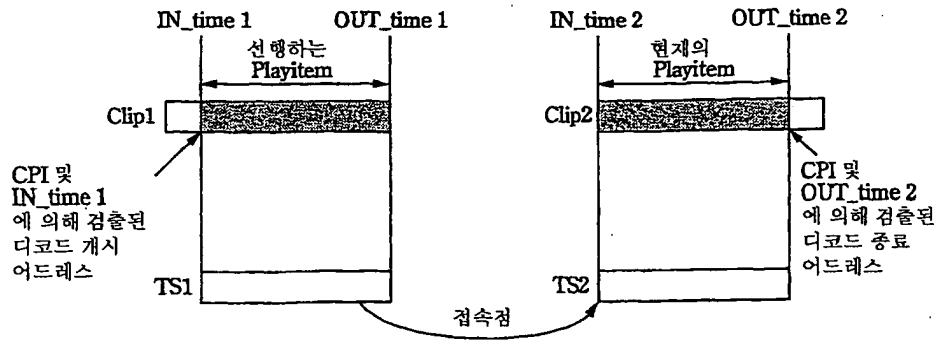 IN_time 1
OUT_time 1
IN_time 2
OUT_time 2
선행하는
Playitem
현재의
Playitem
Clip1
Clip2
CPI 및
IN_time 1
에 의해 검출된
디코드 개시
어드레스
CPI 및
OUT_time 2
에 의해 검출된
디코드 종료
어드레스
TS1
TS2
접속점